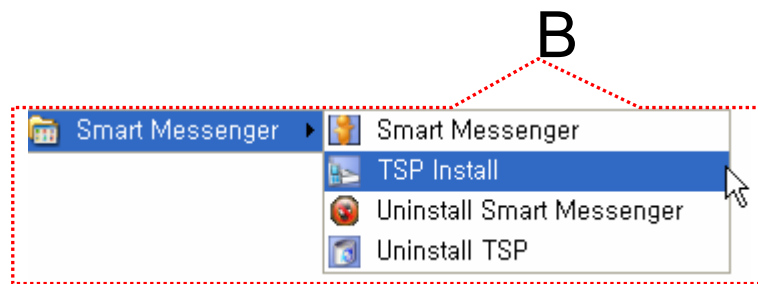 B
Smart Messenger
Smart Messenger
TSP Install
Uninstall Smart Messenger
Uninstall TSP